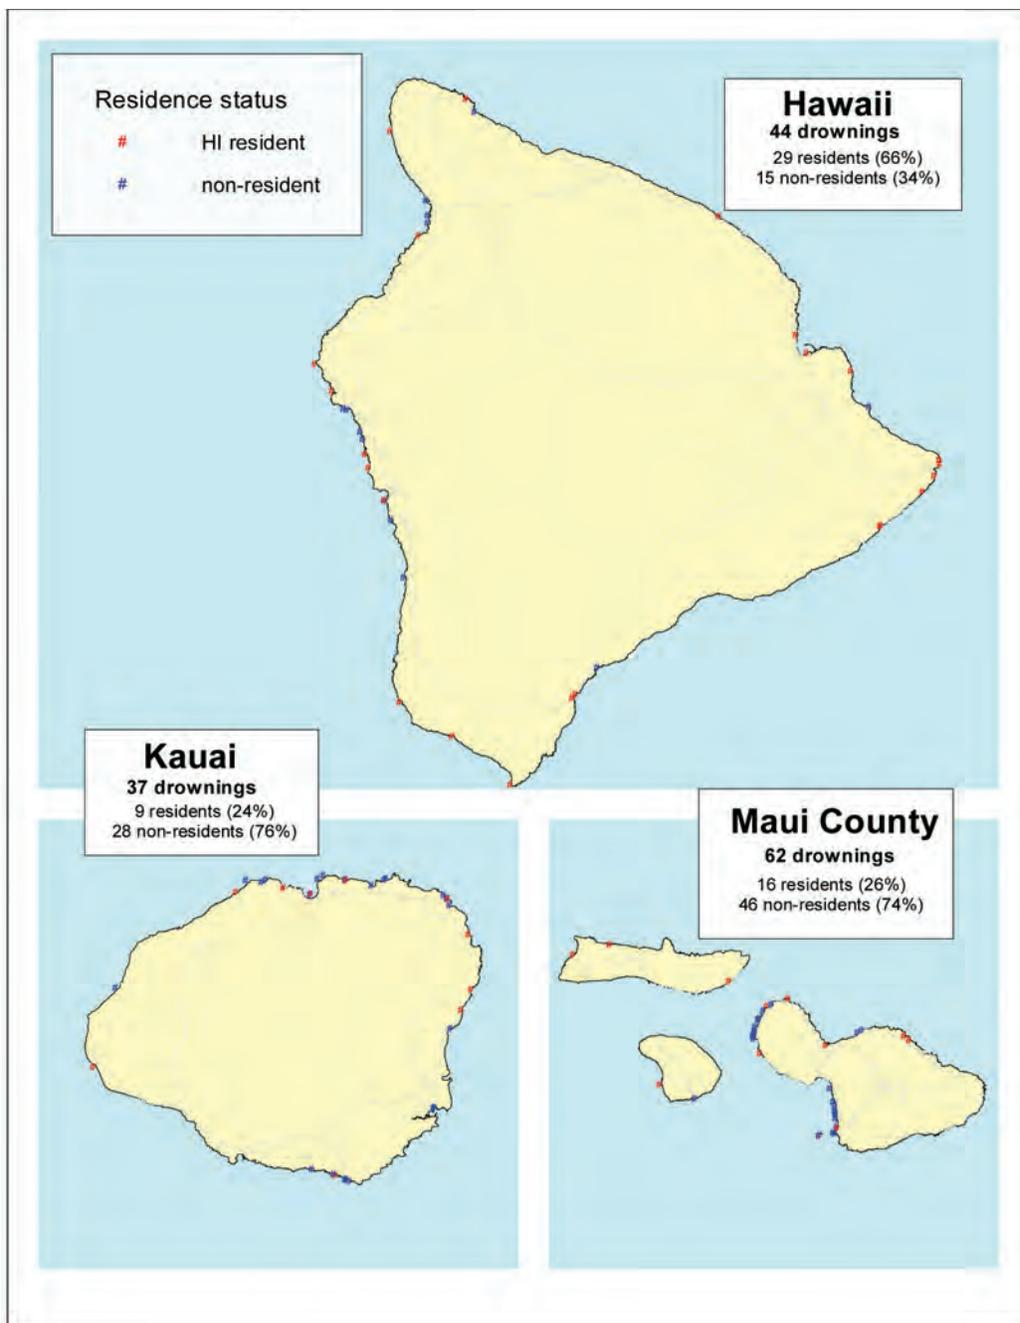 Residence status
# HI resident
# non-resident
Hawaii
44 drownings
29 residents (66%)
15 non-residents (34%)
Kauai
37 drownings
9 residents (24%)
28 non-residents (76%)
Maui County
62 drownings
16 residents (26%)
46 non-residents (74%)